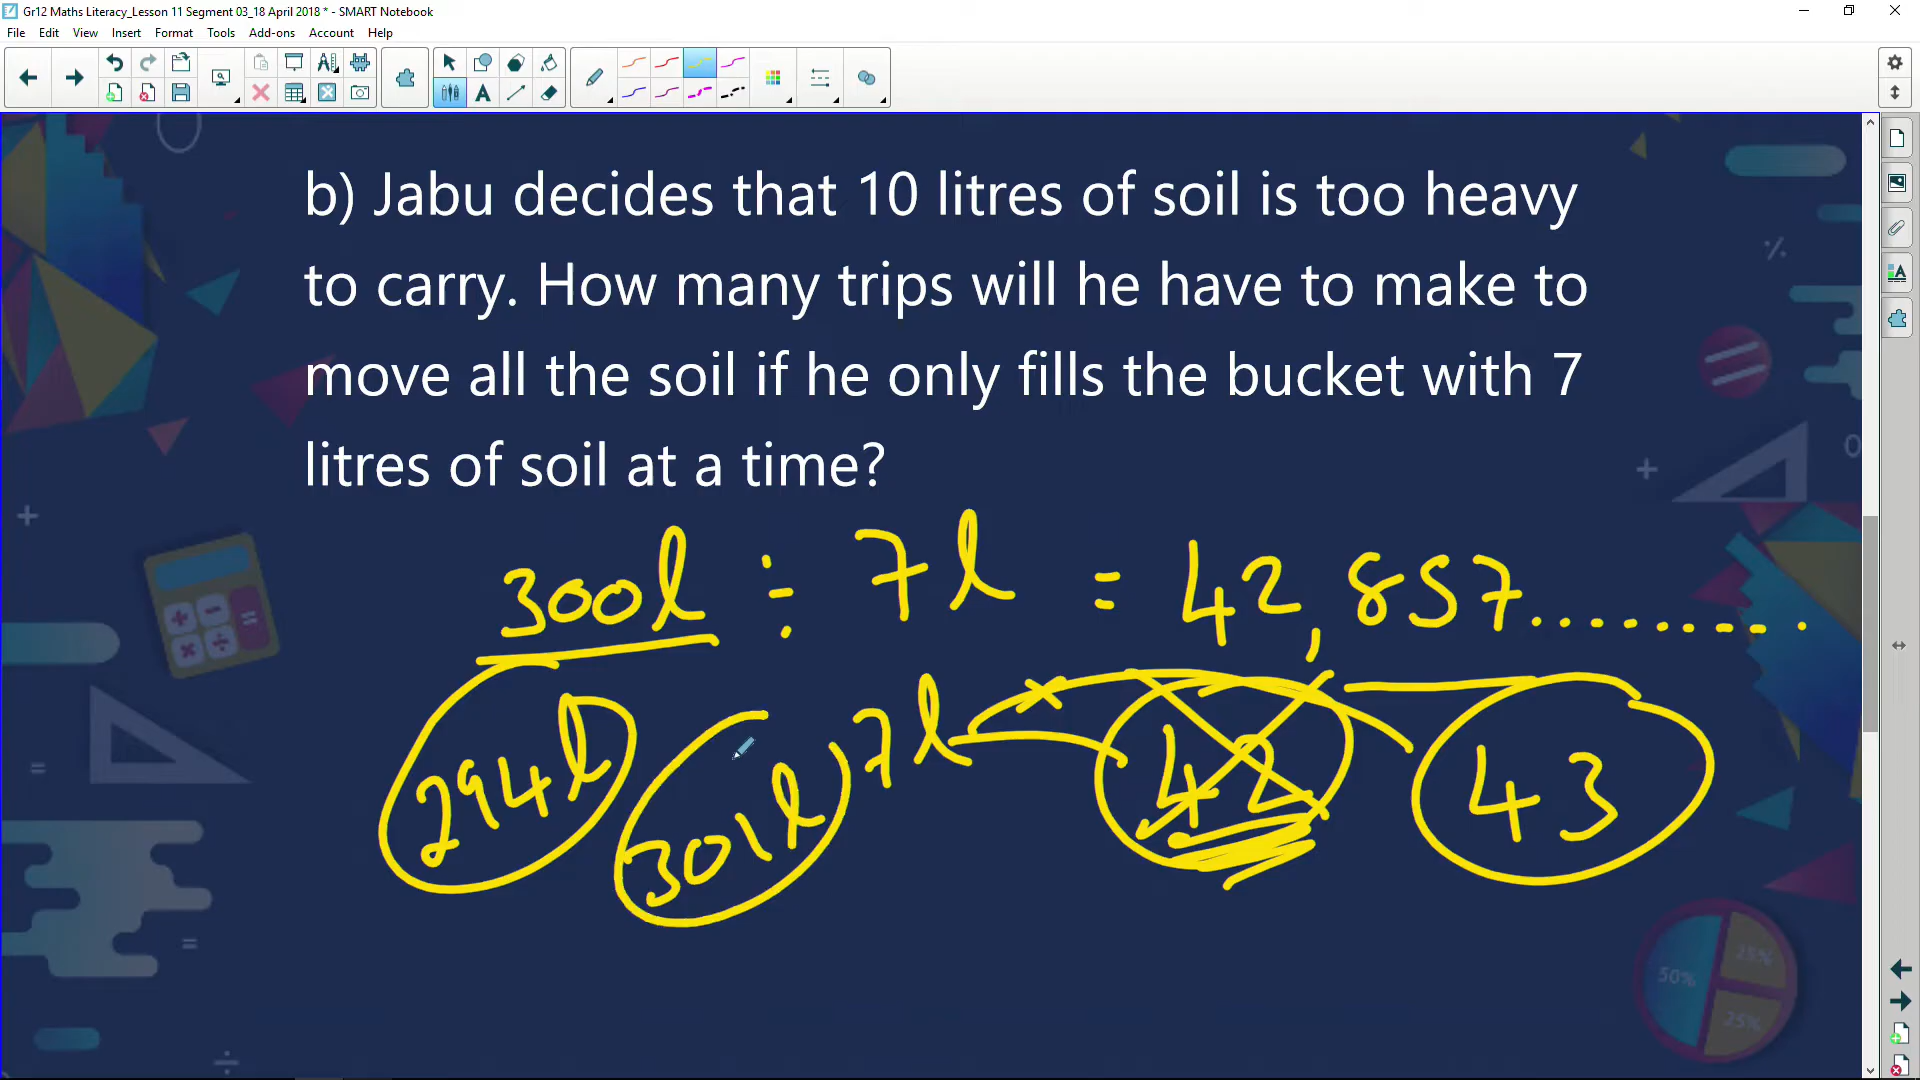 Gr12 Maths Literacy_Lesson 11 Segment 03_18 April 2018 * - SMART Notebook
File Edit View Insert Format Tools Add-ons Account Help
b) Jabu decides that 10 litres of soil is too heavy
to carry. How many trips will he have to make to
move all the soil if he only fills the bucket with 7
litres of soil at a time?
300l ÷ 7l = 42,857..........
294l 301l 7l 42 43
50% 25%
25%